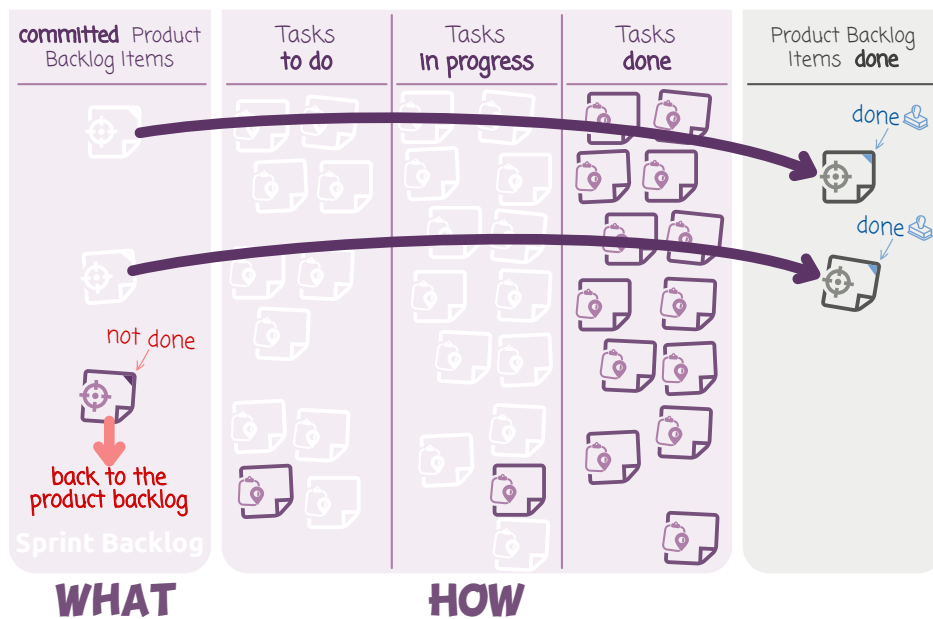 committed Product
Backlog Items
Tasks
to do
Tasks
in progress
Tasks
done
Product Backlog
Items done
done
done
not done
back to the
product backlog
Sprint Backlog
WHAT
HOW